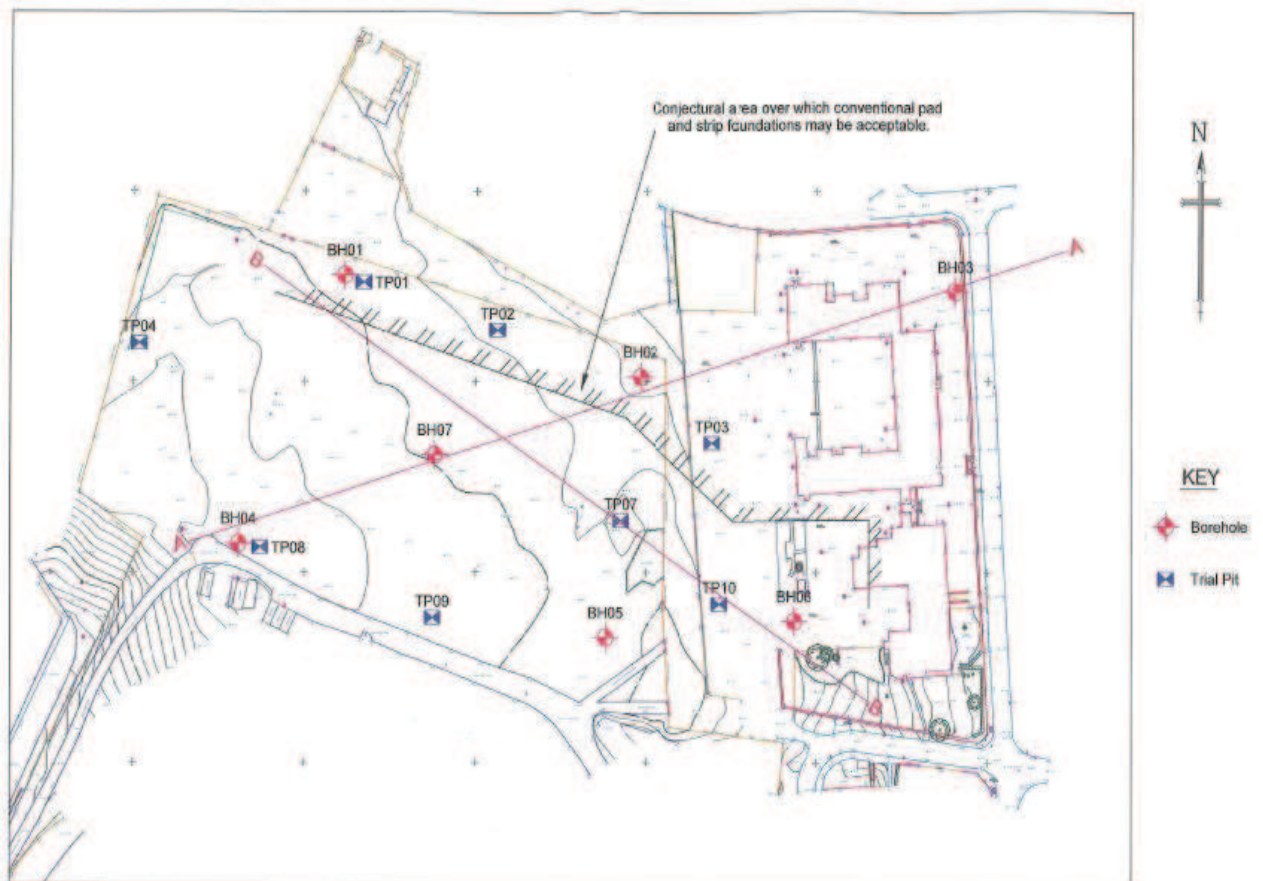 Conjectural area over which conventional pad
and strip foundations may be acceptable.
N
BH01
TP01
B
A
BH03
TP04
TP02
BH02
BH07
TP03
KEY
BH04
A
TP08
TP07
Borehole
Trial Pit
TP09
BH05
TP10
BH06
B